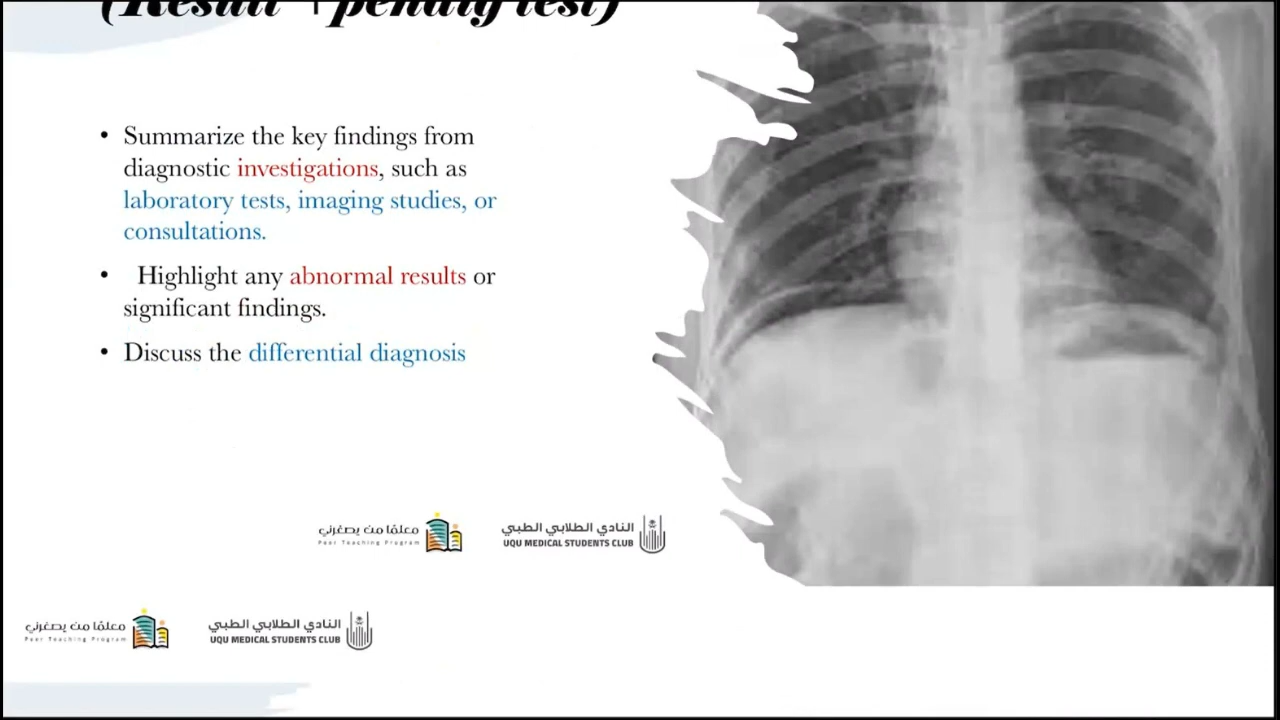 (Result +pendig test)
• Summarize the key findings from
diagnostic investigations, such as
laboratory tests, imaging studies, or
consultations.
• Highlight any abnormal results or
significant findings.
• Discuss the differential diagnosis
معلمًا من يصغرني
Peer Teaching Program
النادي الطلابي الطبي
UQU MEDICAL STUDENTS CLUB
معلمًا من يصغرني
Peer Teaching Program
النادي الطلابي الطبي
UQU MEDICAL STUDENTS CLUB